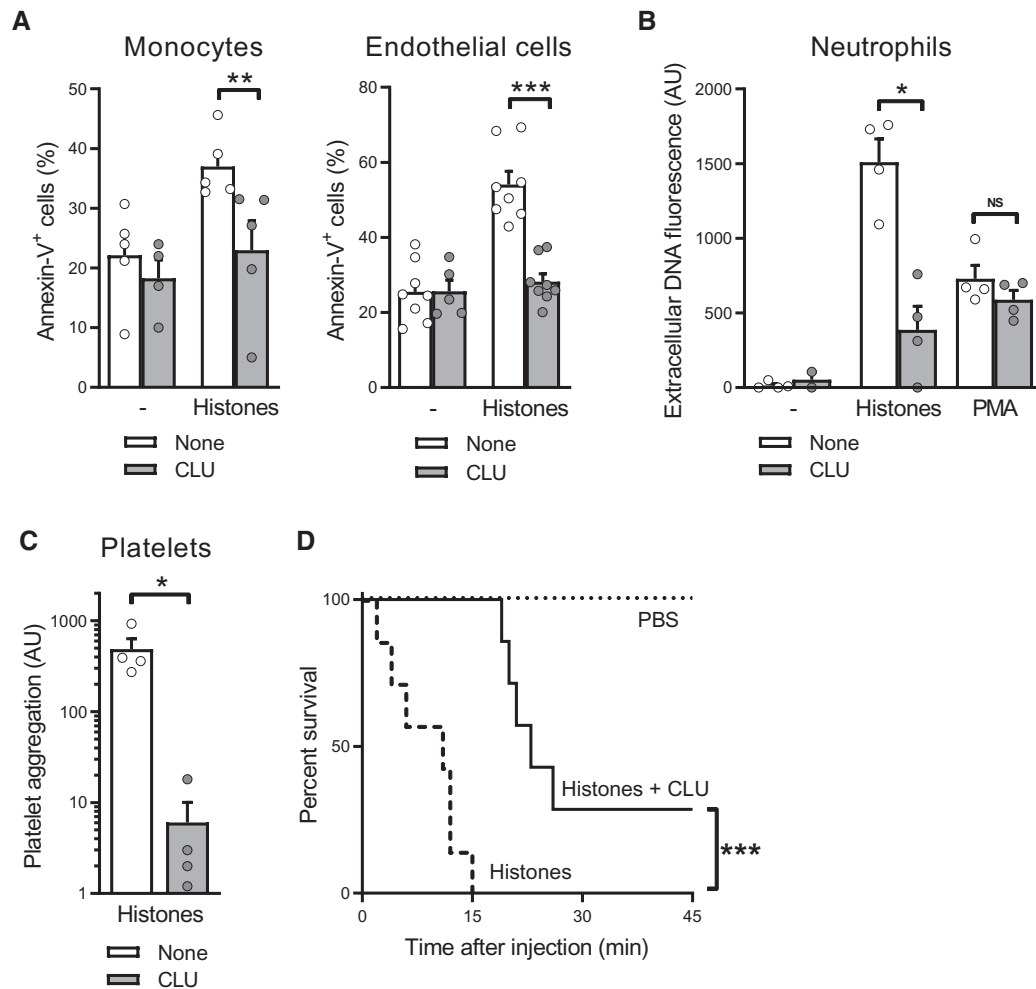 A
Monocytes
Annexin-V+ cells (%)
50
40
30
20
10
0
**
-
Histones
None
CLU
Endothelial cells
Annexin-V+ cells (%)
80
60
40
20
0
***
-
Histones
None
CLU
B
Neutrophils
Extracellular DNA fluorescence (AU)
2000
1500
1000
500
0
*
NS
-
Histones
PMA
None
CLU
C
Platelets
Platelet aggregation (AU)
1000
100
10
1
*
Histones
None
CLU
D
Percent survival
100
50
0
PBS
Histones + CLU
Histones
***
0
15
30
45
Time after injection (min)